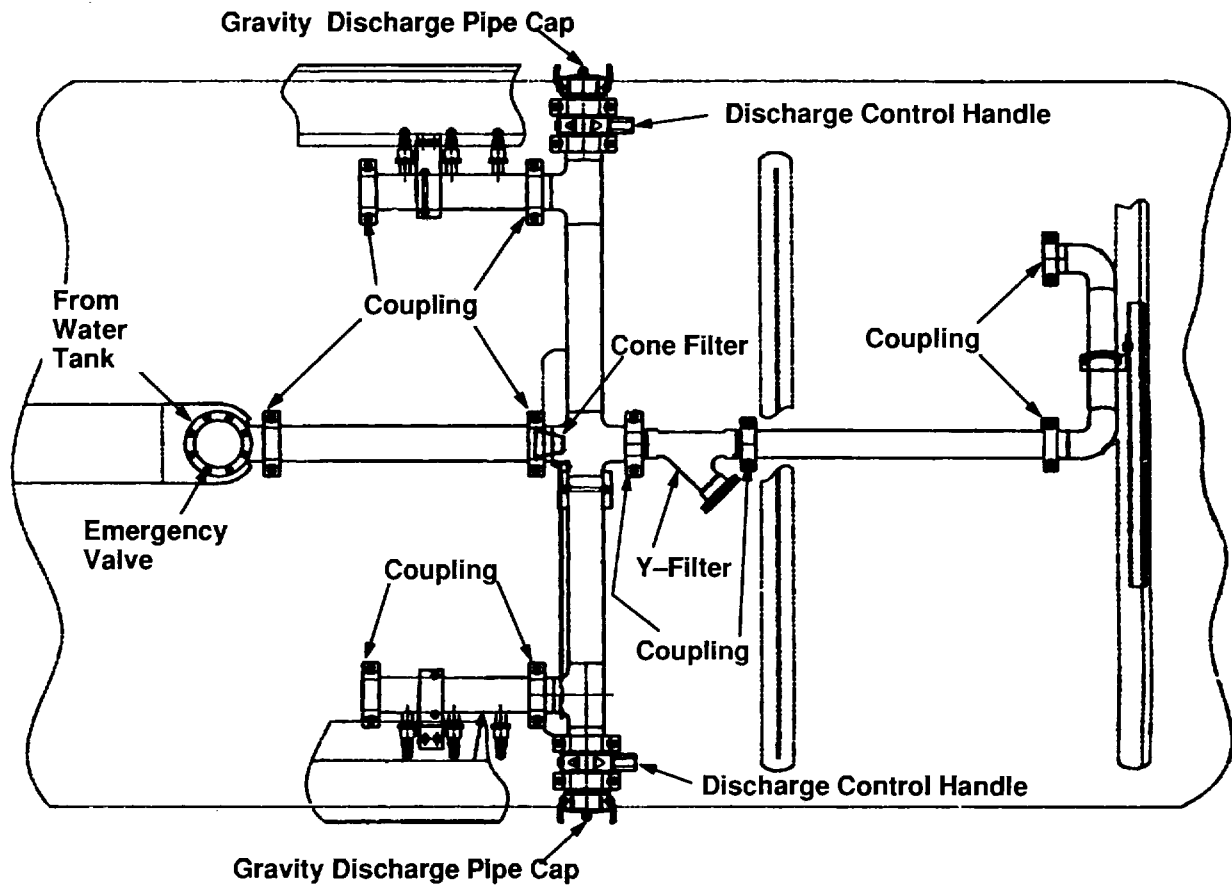 Gravity Discharge Pipe Cap
Discharge Control Handle
From
Water
Tank
Coupling
Cone Filter
Coupling
Emergency
Valve
Coupling
Y–Filter
Coupling
Discharge Control Handle
Gravity Discharge Pipe Cap